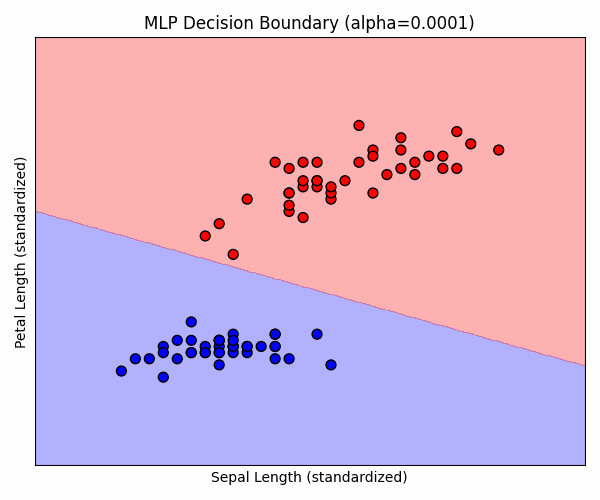 MLP Decision Boundary (alpha=0.0001)
Petal Length (standardized)
Sepal Length (standardized)